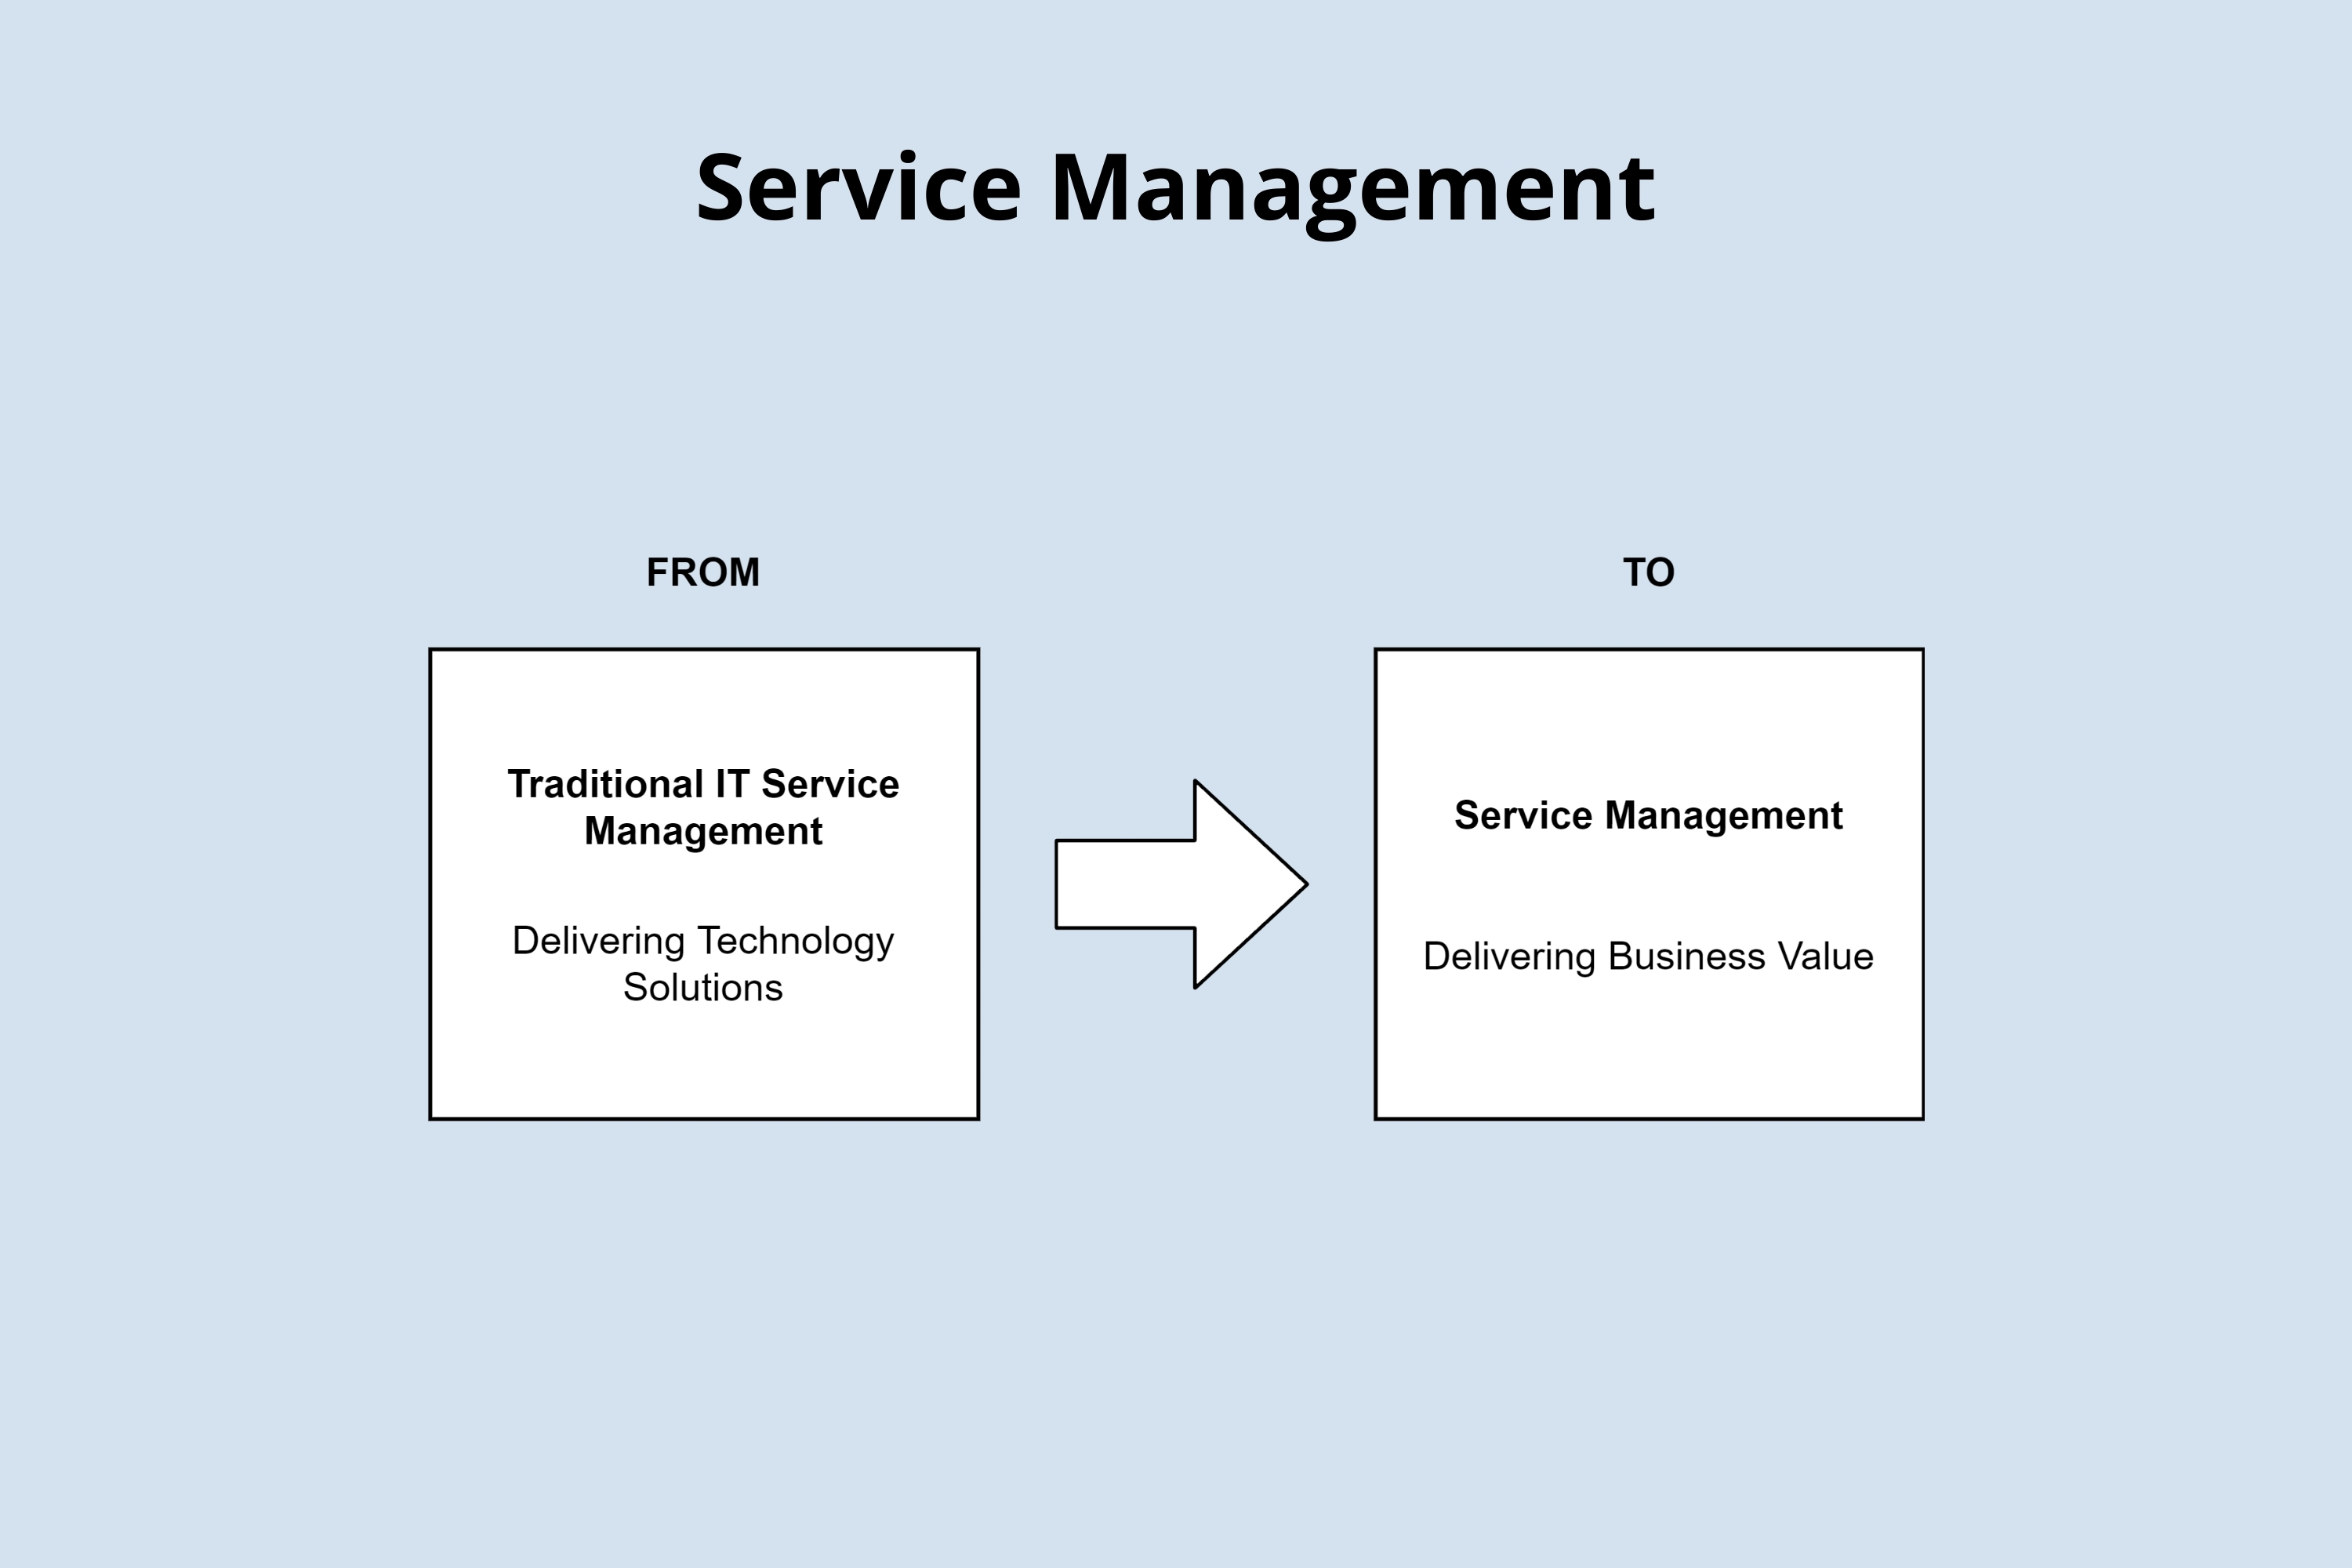 Service Management
FROM
TO
Traditional IT Service
Management
Delivering Technology
Solutions
Service Management
Delivering Business Value